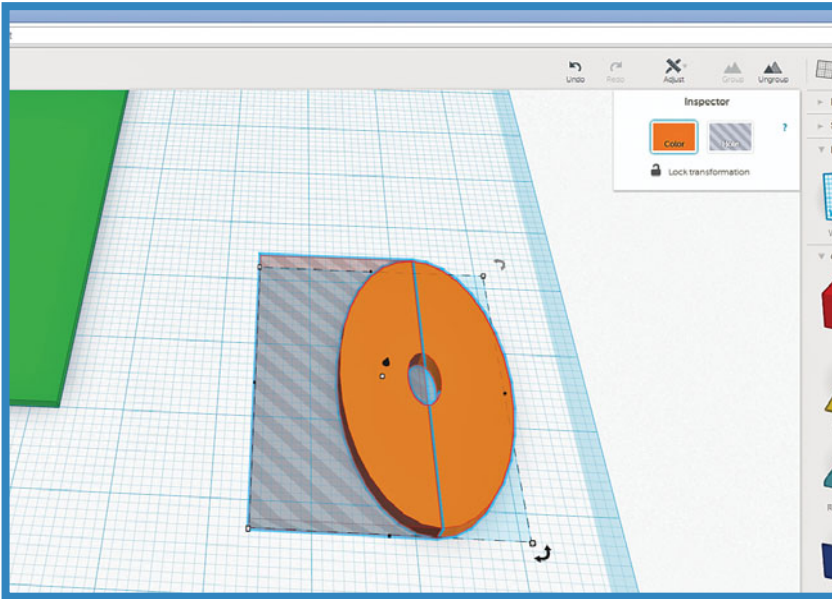 Undo
Redo
Adjust
Group
Ungroup
Inspector
Color
Hole
?
Lock transformation